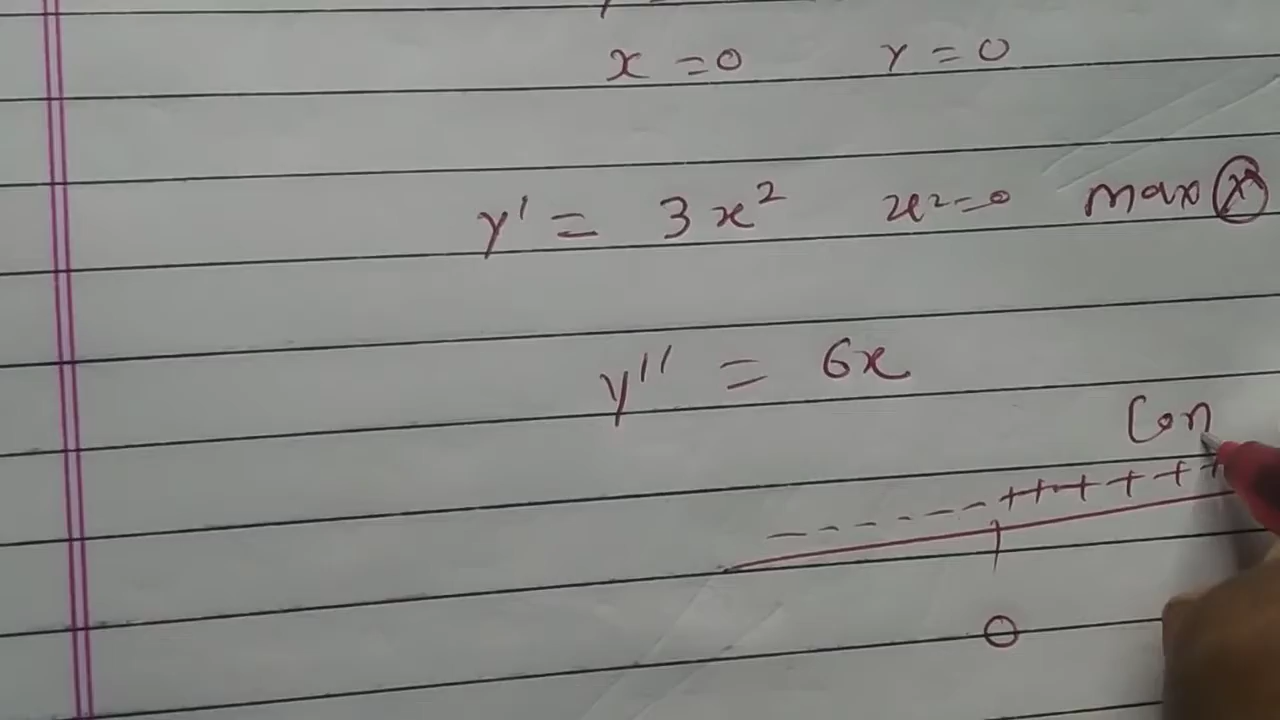 x = 0 y = 0
y' = 3x² x² = 0 max
y'' = 6x
Con
- - - - - - + + - + + + +
0